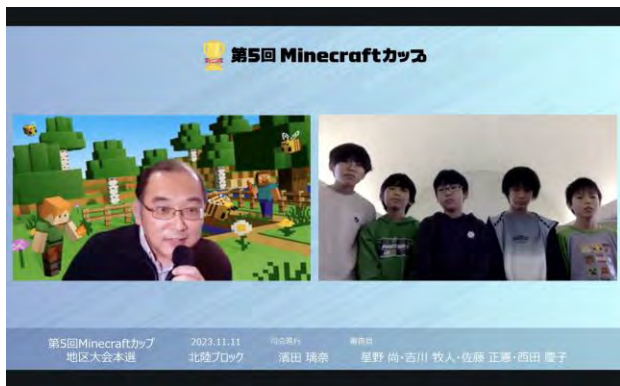 第5回 Minecraftカップ
第5回Minecraftカップ
地区大会本選
2023.11.11
北陸ブロック
司会進行
濱田 璃奈
審査員
星野 尚・吉川 牧人・佐藤 正憲・西田 慶子